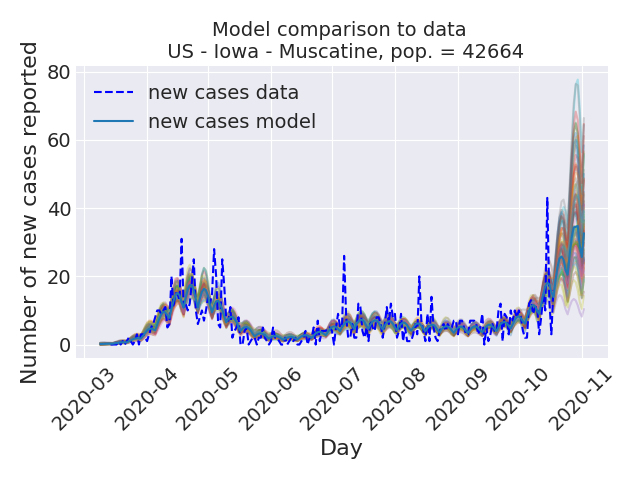 Model comparison to data
US - Iowa - Muscatine, pop. = 42664
Number of new cases reported
80
60
40
20
0
new cases data
new cases model
2020-03
2020-04
2020-05
2020-06
2020-07
2020-08
2020-09
2020-10
2020-11
Day